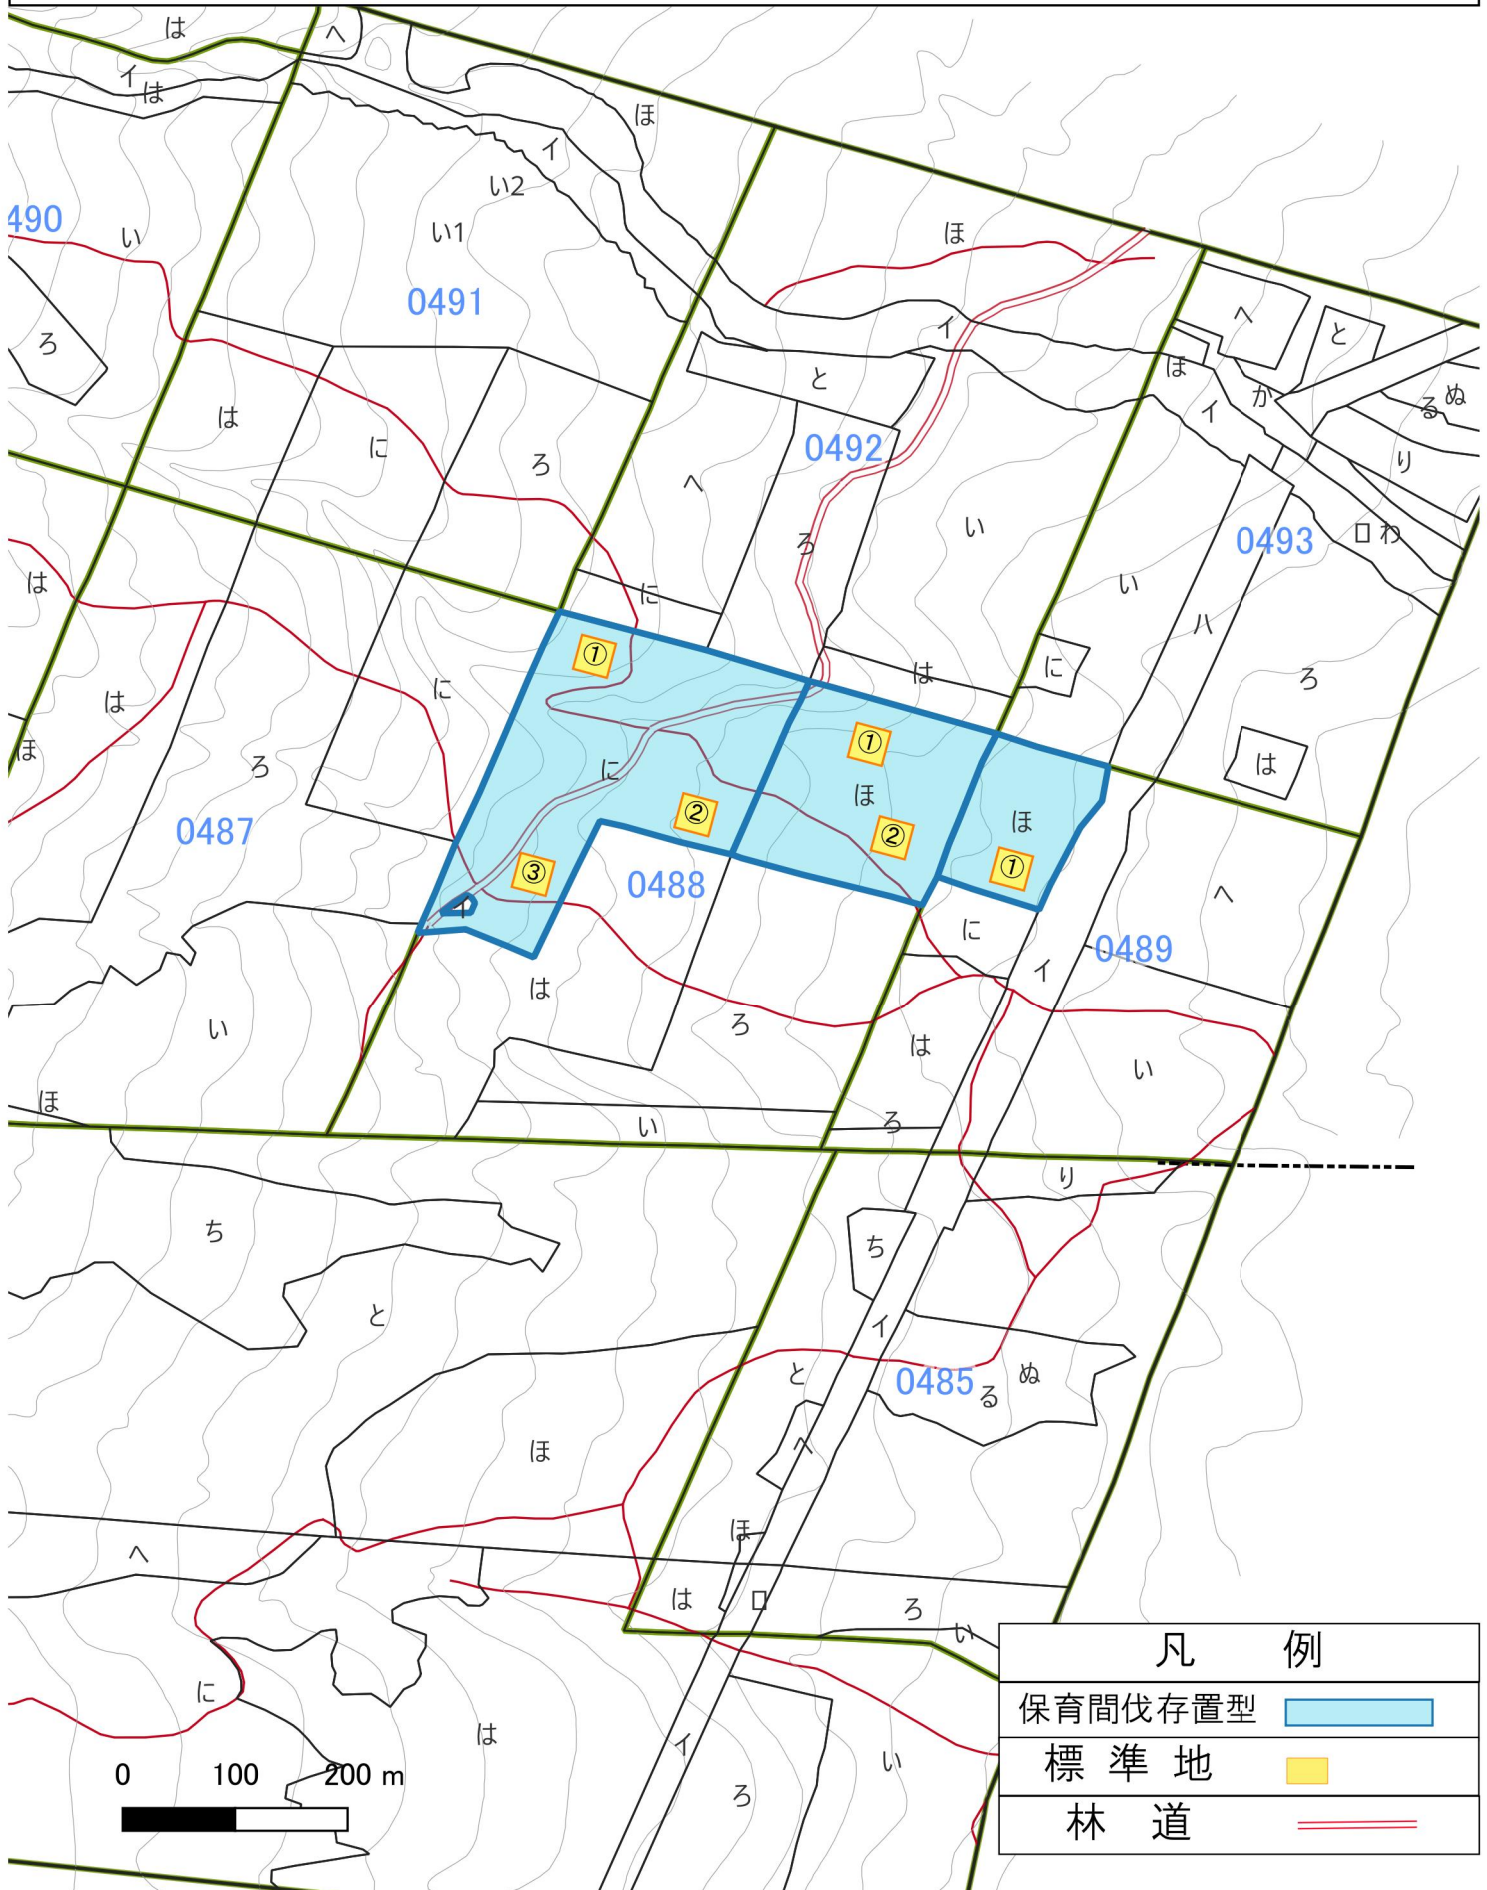 は
へ
イ
は
ほ
イ
い2
490
い
い1
ほ
0491
イ
へ
と
ろ
ほ
と
は
に
ろ
0492
か
イ
る
ぬ
り
へ
ろ
い
0493
ロ
わ
は
に
い
ハ
①
に
は
に
ろ
は
ほ
ろ
に
①
ほ
は
②
②
ほ
0487
③
0488
①
へ
イ
に
0489
イ
は
い
ろ
は
い
ほ
い
ろ
り
ち
ち
と
イ
と
0485
る
ぬ
ほ
へ
へ
ほ
は
ロ
ろ
い
に
は
イ
ろ
い
0 100 200 m
凡 例
保育間伐存置型
標 準 地
林 道